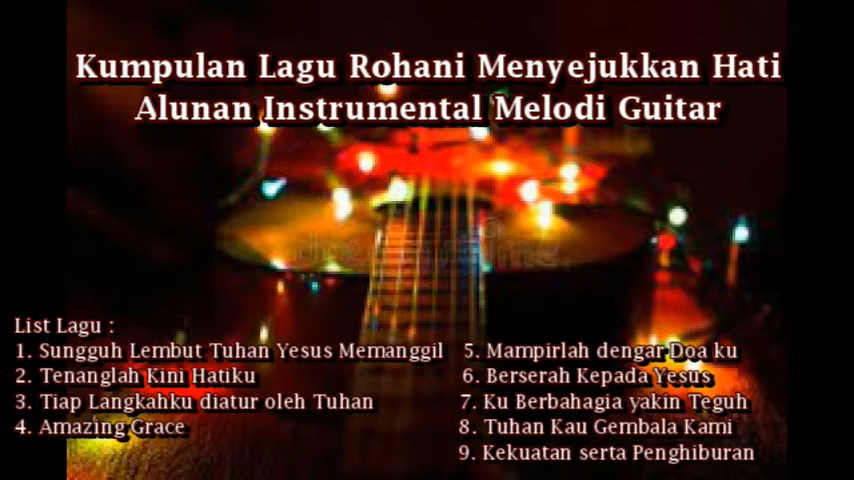 Kumpulan Lagu Rohani Menyejukkan Hati
Alunan Instrumental Melodi Guitar
List Lagu :
1. Sungguh Lembut Tuhan Yesus Memanggil
2. Tenanglah Kini Hatiku
3. Tiap Langkahku diatur oleh Tuhan
4. Amazing Grace
5. Mampirlah dengar Doa ku
6. Berserah Kepada Yesus
7. Ku Berbahagia yakin Teguh
8. Tuhan Kau Gembala Kami
9. Kekuatan serta Penghiburan